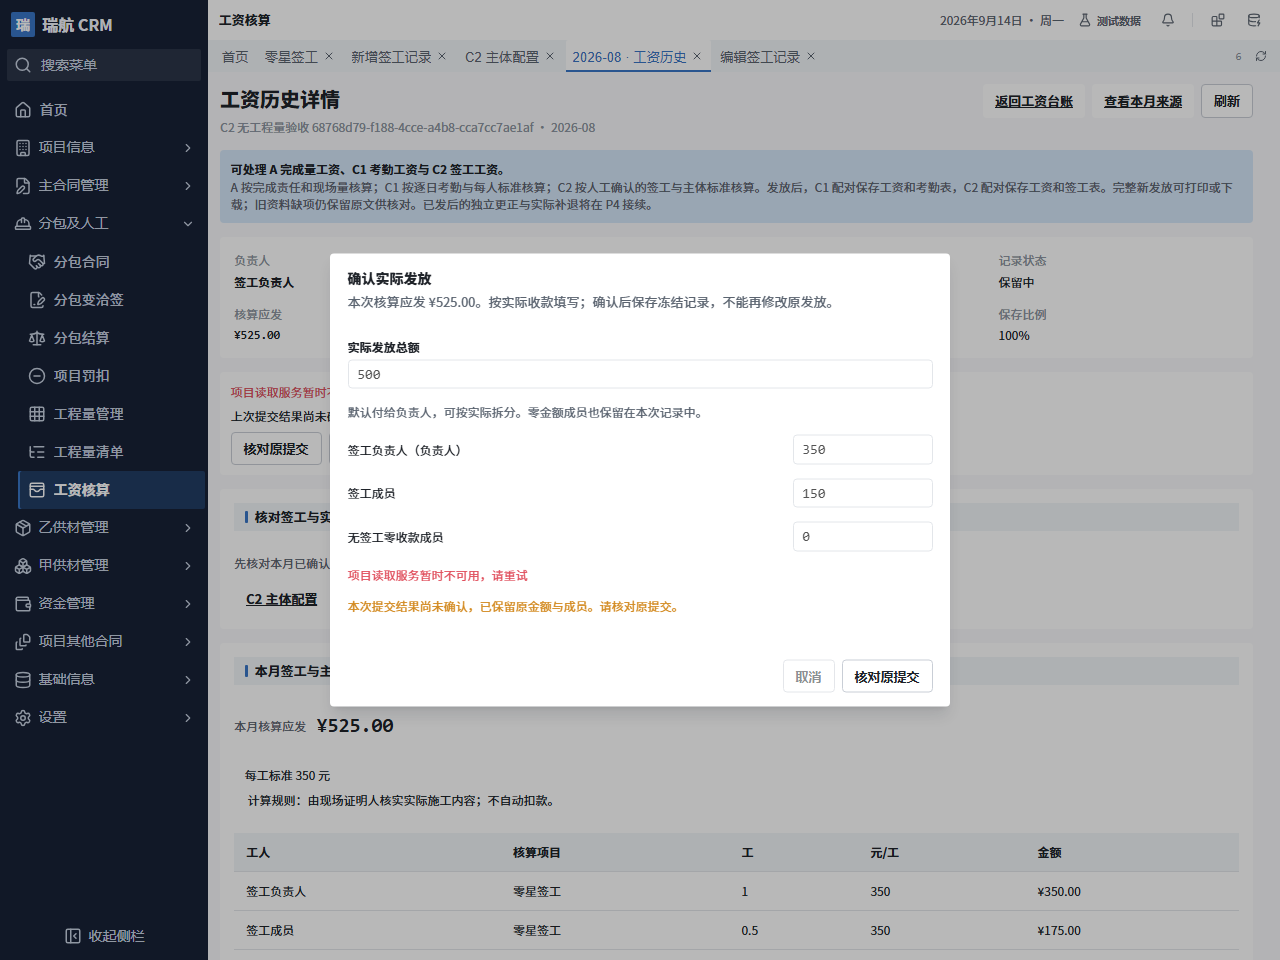 瑞 瑞航 CRM
搜索菜单
首页
项目信息
主合同管理
分包及人工
分包合同
分包变洽签
分包结算
项目罚扣
工程量管理
工程量清单
工资核算
乙供材管理
甲供材管理
资金管理
项目其他合同
基础信息
设置
收起侧栏
工资核算
2026年9月14日 · 周一 测试数据
首页 零星签工 × 新增签工记录 × C2 主体配置 × 2026-08 · 工资历史 × 编辑签工记录 × 6
工资历史详情
返回工资台账 查看本月来源 刷新
C2 无工程量验收 68768d79-f188-4cce-a4b8-cca7cc7ae1af · 2026-08
可处理 A 完成量工资、C1 考勤工资与 C2 签工工资。
A 按完成责任和现场量核算；C1 按逐日考勤与每人标准核算；C2 按人工确认的签工与主体标准核算。发放后，C1 配对保存工资和考勤表，C2 配对保存工资和签工表。完整新发放可打印或下
载；旧资料缺项仍保留原文供核对。已发后的独立更正与实际补退将在 P4 接续。
负责人
签工负责人
记录状态
保留中
核算应发
¥525.00
保存比例
100%
项目读取服务暂时不
上次提交结果尚未
核对原提交
核对签工与实
先核对本月已确认
C2 主体配置
确认实际发放
本次核算应发 ¥525.00。按实际收款填写；确认后保存冻结记录，不能再修改原发放。
实际发放总额
500
默认付给负责人，可按实际拆分。零金额成员也保留在本次记录中。
签工负责人（负责人） 350
签工成员 150
无签工零收款成员 0
项目读取服务暂时不可用，请重试
本次提交结果尚未确认，已保留原金额与成员。请核对原提交。
取消 核对原提交
本月签工与主
本月核算应发 ¥525.00
每工标准 350 元
计算规则：由现场证明人核实实际施工内容；不自动扣款。
工人 核算项目 工 元/工 金额
签工负责人 零星签工 1 350 ¥350.00
签工成员 零星签工 0.5 350 ¥175.00